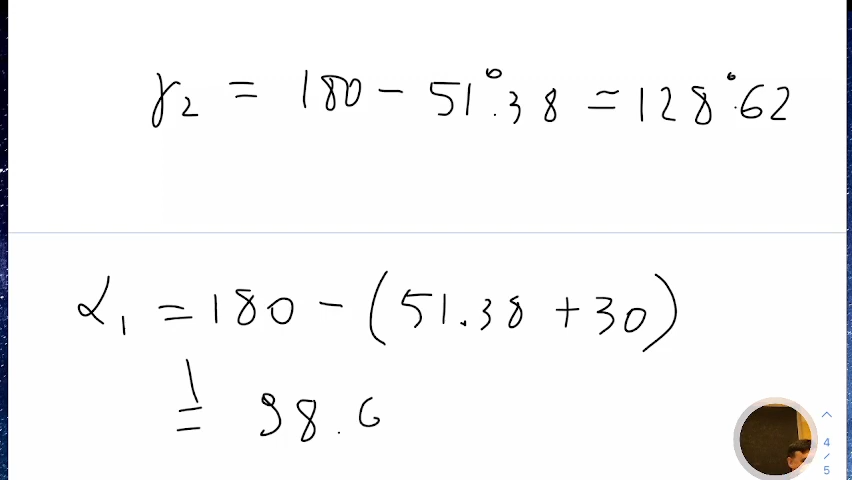 γ₂ = 180 − 51°.38 = 128°.62
α₁ = 180 − (51.38 + 30)
= 98.6
4
/
5